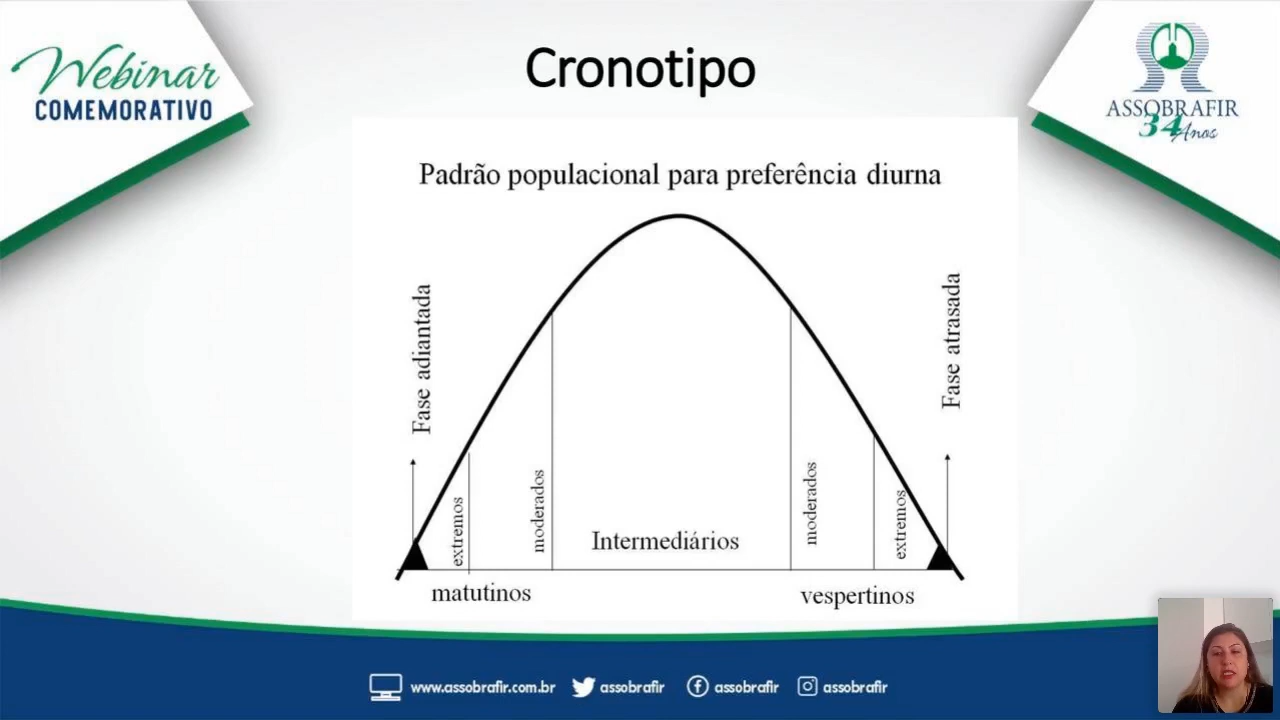 Webinar
COMEMORATIVO
Cronotipo
ASSOBRAFIR
34 Anos
Padrão populacional para preferência diurna
Fase adiantada
Fase atrasada
extremos
moderados
Intermediários
moderados
extremos
matutinos
vespertinos
www.assobrafir.com.br
assobrafir
assobrafir
assobrafir